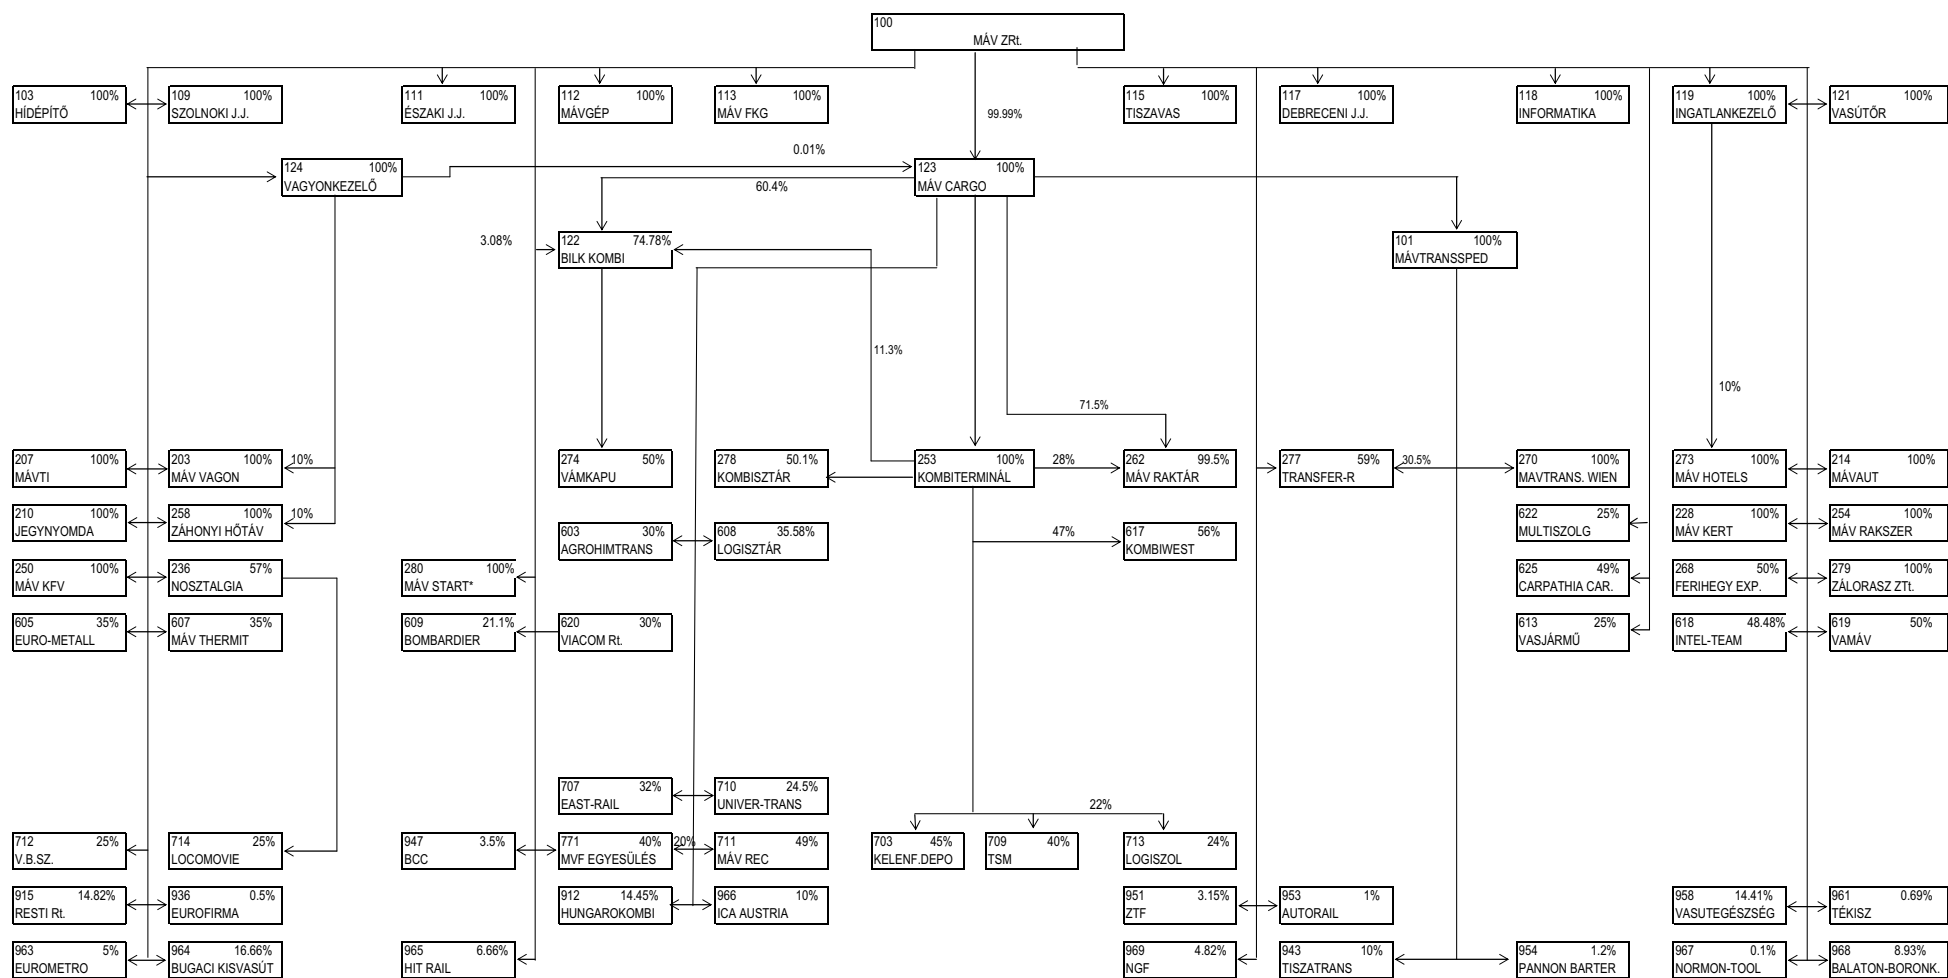 100
MÁV ZRt.
103 100%
HÍDÉPÍTŐ
109 100%
SZOLNOKI J.J.
111 100%
ÉSZAKI J.J.
112 100%
MÁVGÉP
113 100%
MÁV FKG
99.99%
115 100%
TISZAVAS
117 100%
DEBRECENI J.J.
118 100%
INFORMATIKA
119 100%
INGATLANKEZELŐ
121 100%
VASÚTŐR
124 100%
VAGYONKEZELŐ
0.01%
123 100%
MÁV CARGO
60.4%
3.08%
122 74.78%
BILK KOMBI
101 100%
MÁVTRANSSPED
11.3%
10%
71.5%
207 100%
MÁVTI
203 100%
MÁV VAGON
10%
274 50%
VÁMKAPU
278 50.1%
KOMBISZTÁR
253 100%
KOMBITERMINÁL
28%
262 99.5%
MÁV RAKTÁR
277 59%
TRANSFER-R
30.5%
270 100%
MAVTRANS. WIEN
273 100%
MÁV HOTELS
214 100%
MÁVAUT
210 100%
JEGYNYOMDA
258 100%
ZÁHONYI HŐTÁV
10%
603 30%
AGROHIMTRANS
608 35.58%
LOGISZTÁR
47%
617 56%
KOMBIWEST
622 25%
MULTISZOLG
228 100%
MÁV KERT
254 100%
MÁV RAKSZER
250 100%
MÁV KFV
236 57%
NOSZTALGIA
280 100%
MÁV START*
625 49%
CARPATHIA CAR.
268 50%
FERIHEGY EXP.
279 100%
ZÁLORASZ ZTt.
605 35%
EURO-METALL
607 35%
MÁV THERMIT
609 21.1%
BOMBARDIER
620 30%
VIACOM Rt.
613 25%
VASJÁRMŰ
618 48.48%
INTEL-TEAM
619 50%
VAMÁV
707 32%
EAST-RAIL
710 24.5%
UNIVER-TRANS
22%
712 25%
V.B.SZ.
714 25%
LOCOMOVIE
947 3.5%
BCC
771 40%
MVF EGYESÜLÉS
20%
711 49%
MÁV REC
703 45%
KELENF.DEPO
709 40%
TSM
713 24%
LOGISZOL
915 14.82%
RESTI Rt.
936 0.5%
EUROFIRMA
912 14.45%
HUNGAROKOMBI
966 10%
ICA AUSTRIA
951 3.15%
ZTF
953 1%
AUTORAIL
958 14.41%
VASUTEGÉSZSÉG
961 0.69%
TÉKISZ
963 5%
EUROMETRO
964 16.66%
BUGACI KISVASÚT
965 6.66%
HIT RAIL
969 4.82%
NGF
943 10%
TISZATRANS
954 1.2%
PANNON BARTER
967 0.1%
NORMON-TOOL
968 8.93%
BALATON-BORONK.